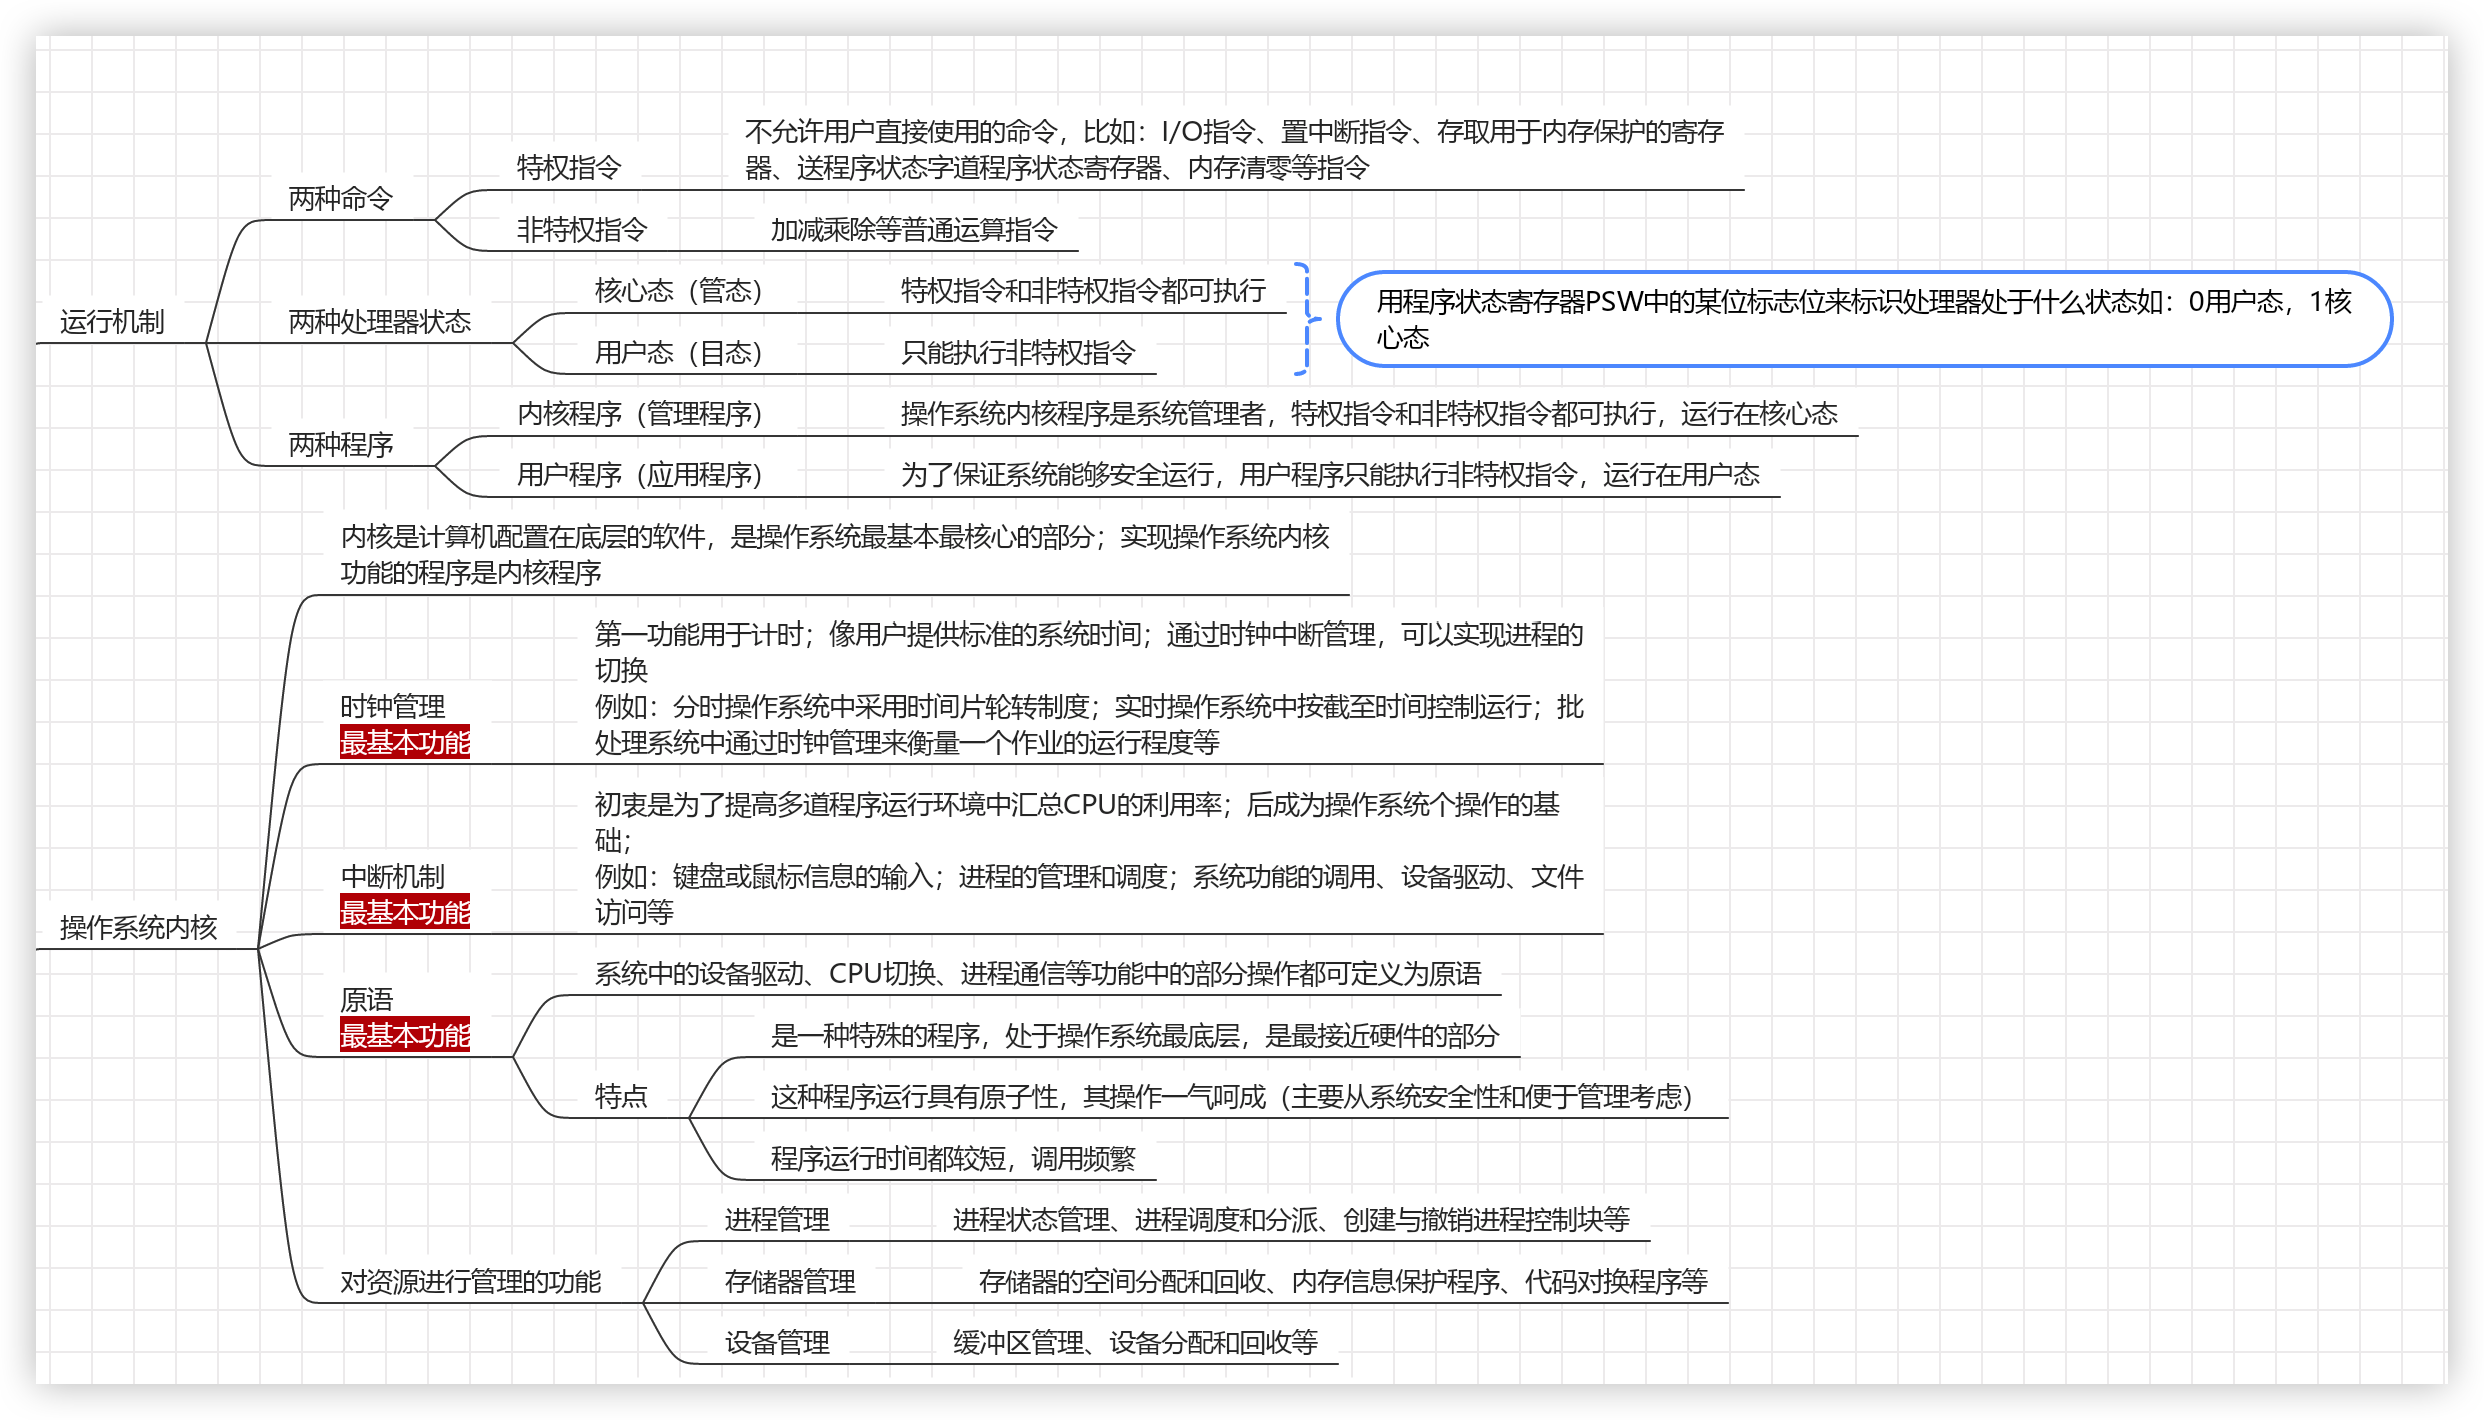 不允许用户直接使用的命令，比如：I/O指令、置中断指令、存取用于内存保护的寄存
器、送程序状态字道程序状态寄存器、内存清零等指令
特权指令
两种命令
非特权指令
加减乘除等普通运算指令
核心态（管态）
特权指令和非特权指令都可执行
用程序状态寄存器PSW中的某位标志位来标识处理器处于什么状态如：0用户态，1核
心态
运行机制
两种处理器状态
用户态（目态）
只能执行非特权指令
内核程序（管理程序）
操作系统内核程序是系统管理者，特权指令和非特权指令都可执行，运行在核心态
两种程序
用户程序（应用程序）
为了保证系统能够安全运行，用户程序只能执行非特权指令，运行在用户态
内核是计算机配置在底层的软件，是操作系统最基本最核心的部分；实现操作系统内核
功能的程序是内核程序
第一功能用于计时；像用户提供标准的系统时间；通过时钟中断管理，可以实现进程的
切换
例如：分时操作系统中采用时间片轮转制度；实时操作系统中按截至时间控制运行；批
处理系统中通过时钟管理来衡量一个作业的运行程度等
时钟管理
最基本功能
初衷是为了提高多道程序运行环境中汇总CPU的利用率；后成为操作系统个操作的基
础；
例如：键盘或鼠标信息的输入；进程的管理和调度；系统功能的调用、设备驱动、文件
访问等
中断机制
最基本功能
操作系统内核
系统中的设备驱动、CPU切换、进程通信等功能中的部分操作都可定义为原语
原语
最基本功能
是一种特殊的程序，处于操作系统最底层，是最接近硬件的部分
特点
这种程序运行具有原子性，其操作一气呵成（主要从系统安全性和便于管理考虑）
程序运行时间都较短，调用频繁
进程管理
进程状态管理、进程调度和分派、创建与撤销进程控制块等
对资源进行管理的功能
存储器管理
存储器的空间分配和回收、内存信息保护程序、代码对换程序等
设备管理
缓冲区管理、设备分配和回收等